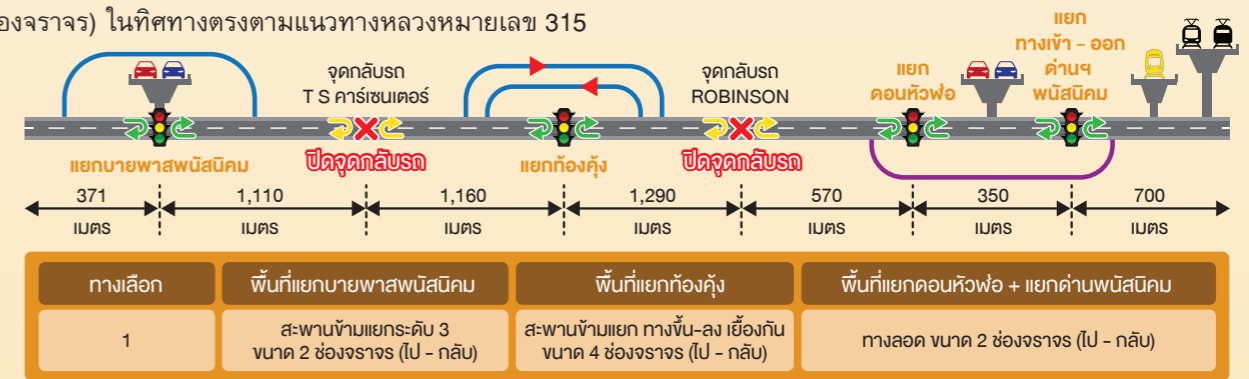 องจราจร) ในทิศทางตรงตามแนวทางหลวงหมายเลข 315
แยก
ทางเข้า - ออก
ด่านฯ
พนัสนิคม
จุดกลับรถ
T S คาร์เซนเตอร์
จุดกลับรถ
ROBINSON
แยก
ดอนหัวฬ่อ
แยกบายพาสพนัสนิคม
ปิดจุดกลับรถ
แยกท้องคุ้ง
ปิดจุดกลับรถ
371 1,110 1,160 1,290 570 350 700
เมตร เมตร เมตร เมตร เมตร เมตร เมตร
ทางเลือก พื้นที่แยกบายพาสพนัสนิคม พื้นที่แยกท้องคุ้ง พื้นที่แยกดอนหัวฬ่อ + แยกด่านพนัสนิคม
1
สะพานข้ามแยกระดับ 3
ขนาด 2 ช่องจราจร (ไป - กลับ)
สะพานข้ามแยก ทางขึ้น-ลง เยื้องกัน
ขนาด 4 ช่องจราจร (ไป - กลับ)
ทางลอด ขนาด 2 ช่องจราจร (ไป - กลับ)